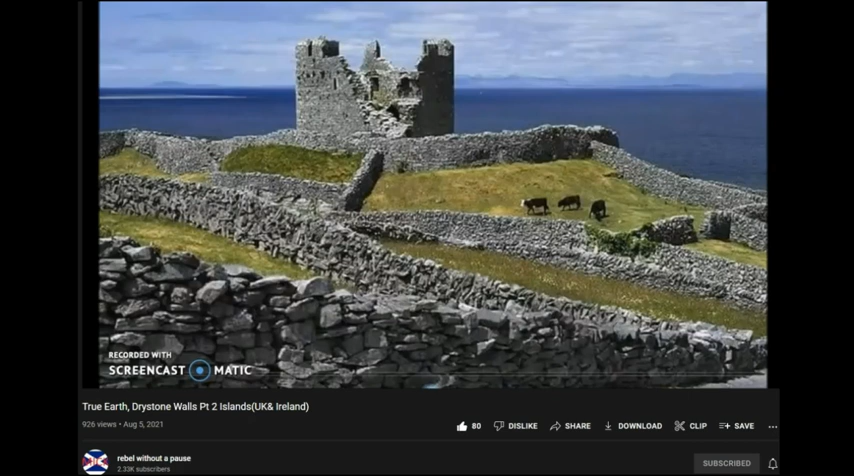 RECORDED WITH
SCREENCAST MATIC
True Earth, Drystone Walls Pt 2 Islands(UK& Ireland)
926 views • Aug 5, 2021
80 DISLIKE SHARE DOWNLOAD CLIP SAVE ...
rebel without a pause
2.33K subscribers
SUBSCRIBED